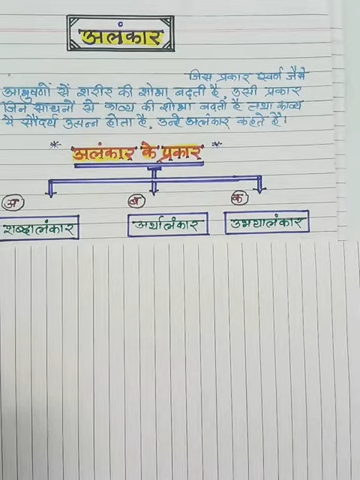 अलंकार
जिस प्रकार स्वर्ण जैसे
आभूषणों सें शरीर की शोभा बढ़ती है, उसी प्रकार
जिन साधनों से काव्य की शोभा बढती है तथा काव्य
में सौंदर्य उत्पन्न होता है, उन्हे अलंकार कहते है।
अलंकार के प्रकार
अ ब क
शब्दालंकार अर्थालंकार उभयालंकार